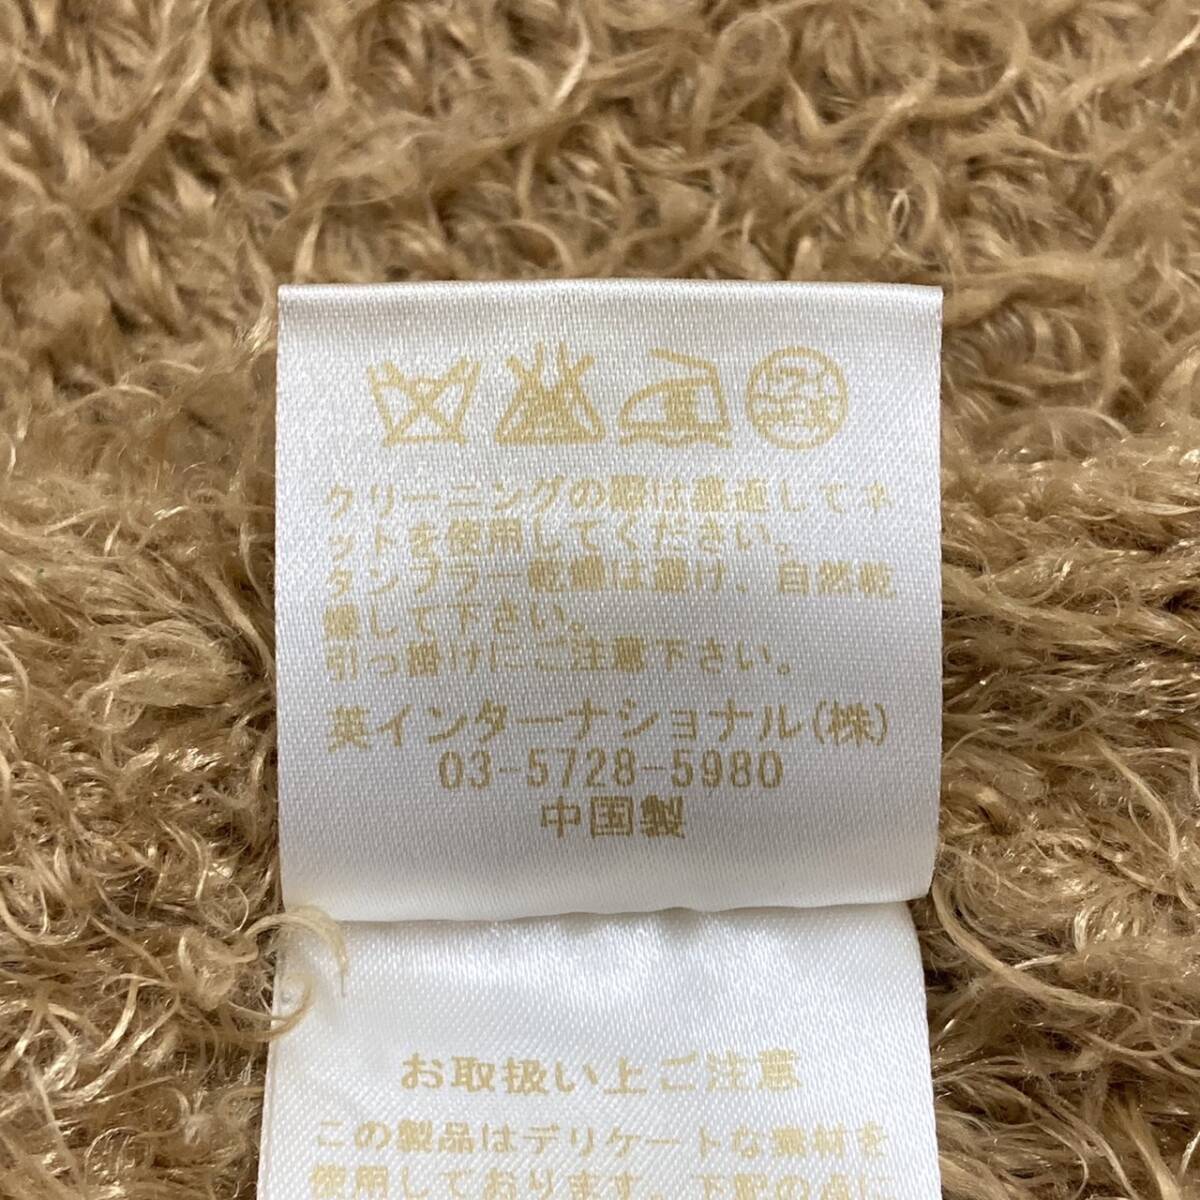 クリーニングの際は裏返してネ
ットを使用してください。
タンブラー乾燥は避け、自然乾
燥して下さい。
引っ掛けにご注意下さい。
英インターナショナル(株)
03-5728-5980
中国製
お取扱い上ご注意
この製品はデリケートな素材を
使用しております。下記の点に